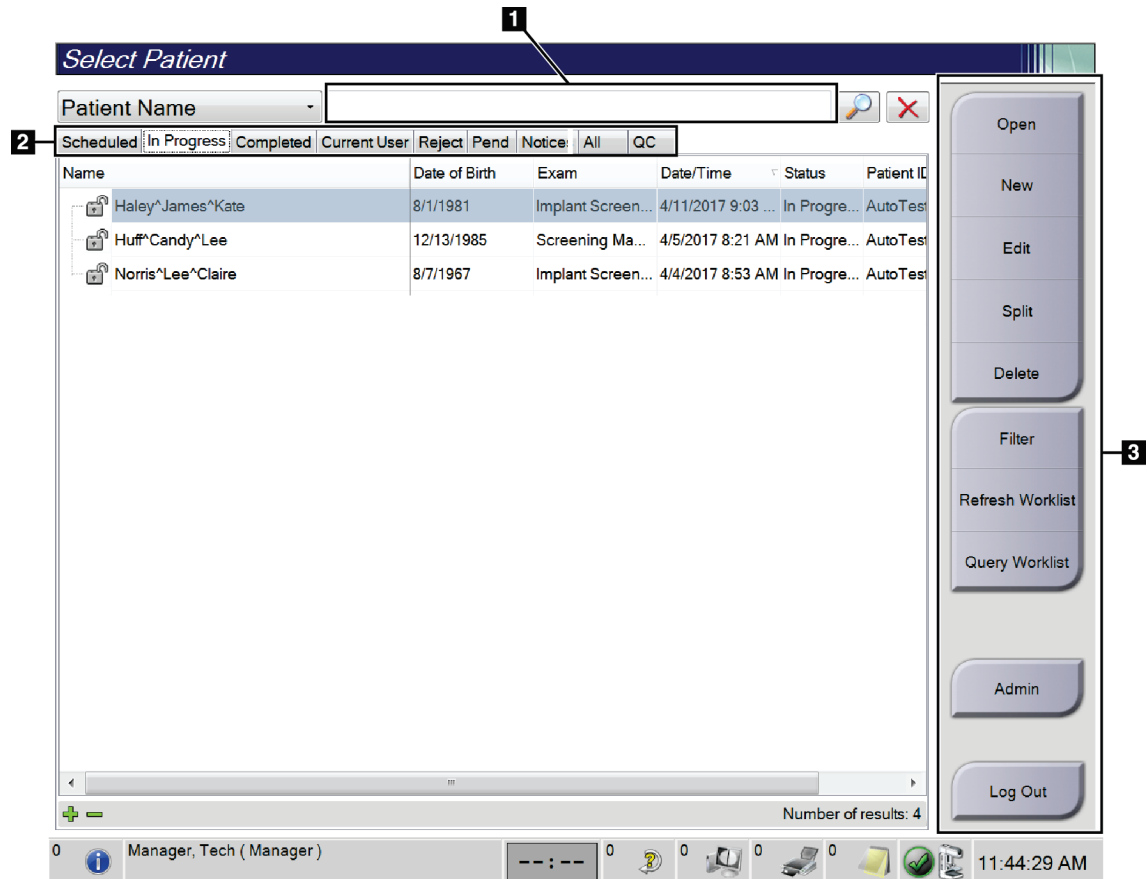 1
Select Patient
Patient Name
2
Scheduled In Progress Completed Current User Reject Pend Notice All QC
Name Date of Birth Exam Date/Time Status Patient ID
Haley^James^Kate 8/1/1981 Implant Screen... 4/11/2017 9:03 ... In Progre... AutoTest
Huff^Candy^Lee 12/13/1985 Screening Ma... 4/5/2017 8:21 AM In Progre... AutoTest
Norris^Lee^Claire 8/7/1967 Implant Screen... 4/4/2017 8:53 AM In Progre... AutoTest
Number of results: 4
Open
New
Edit
Split
Delete
Filter
Refresh Worklist
Query Worklist
Admin
Log Out
3
0 Manager, Tech ( Manager ) --:-- 0 0 0 0 11:44:29 AM